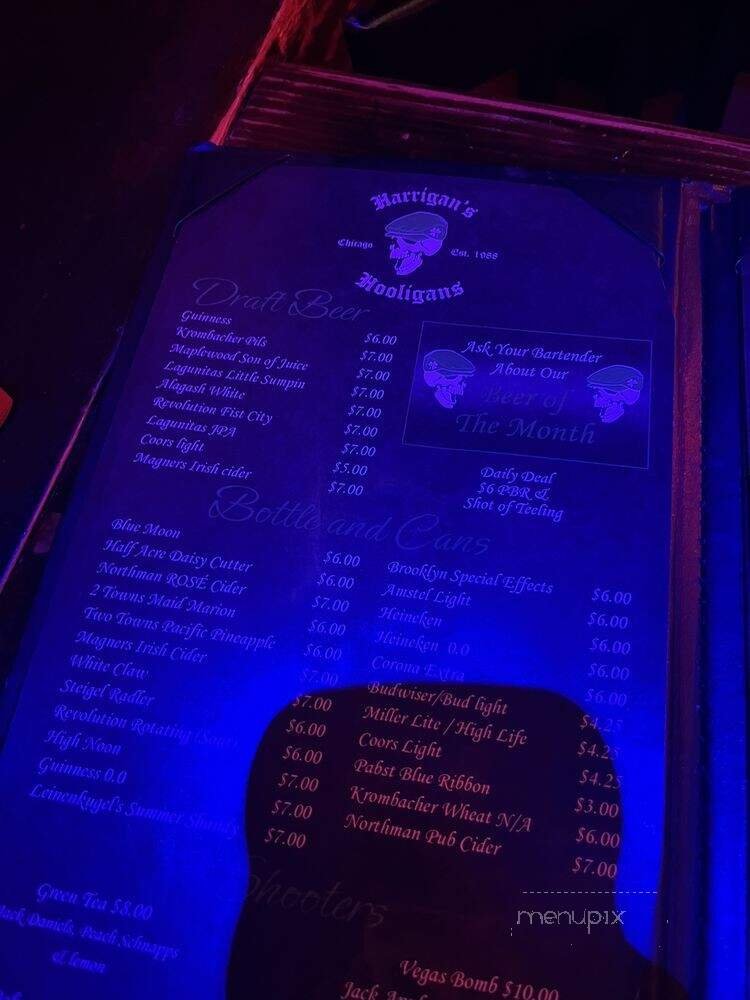 Harrigan's
Chicago Est. 1988
Hooligans
Draft Beer
Guinness $6.00
Krombacher Pils $7.00
Maplewood Son of Juice $7.00
Lagunitas Little Sumpin $7.00
Alagash White $7.00
Revolution Fist City $7.00
Lagunitas IPA $7.00
Coors light $5.00
Magners Irish cider $7.00
Ask Your Bartender
About Our
Beer of
The Month
Daily Deal
$6 PBR &
Shot of Teeling
Bottle and Cans
Blue Moon $6.00
Half Acre Daisy Cutter $6.00
Northman ROSÉ Cider $7.00
2 Towns Maid Marion $6.00
Two Towns Pacific Pineapple $6.00
Magners Irish Cider $7.00
White Claw $7.00
Steigel Radler $6.00
Revolution Rotating (Sour) $6.00
High Noon $7.00
Guinness 0.0 $7.00
Leinenkugel's Summer Shandy $7.00
Brooklyn Special Effects $6.00
Amstel Light $6.00
Heineken $6.00
Heineken 0.0 $6.00
Corona Extra $6.00
Budwiser/Bud light $4.25
Miller Lite / High Life $4.25
Coors Light $4.25
Pabst Blue Ribbon $3.00
Krombacher Wheat N/A $6.00
Northman Pub Cider $7.00
Shooters
Green Tea $8.00
Jack Daniels, Peach Schnapps
& lemon
Vegas Bomb $10.00
menupix